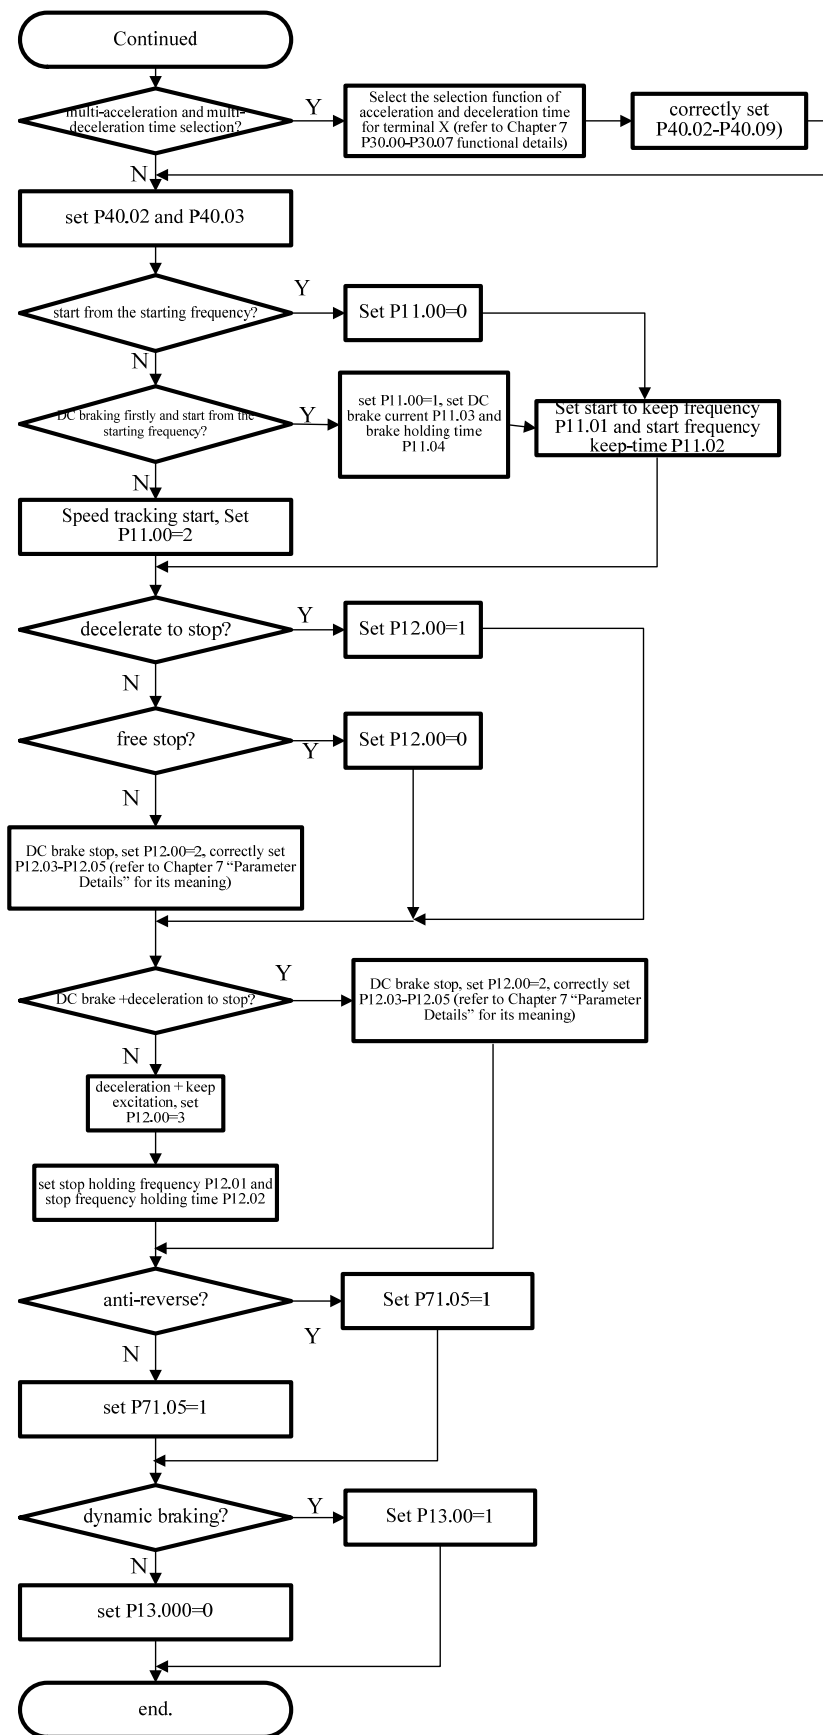 Continued
multi-acceleration and multi-
deceleration time selection?
Y
Select the selection function of
acceleration and deceleration time
for terminal X (refer to Chapter 7
P30.00-P30.07 functional details)
correctly set
P40.02-P40.09)
N
set P40.02 and P40.03
start from the starting frequency?
Y
Set P11.00=0
N
DC braking firstly and start from the
starting frequency?
Y
set P11.00=1, set DC
brake current P11.03 and
brake holding time
P11.04
Set start to keep frequency
P11.01 and start frequency
keep-time P11.02
N
Speed tracking start, Set
P11.00=2
decelerate to stop?
Y
Set P12.00=1
N
free stop?
Y
Set P12.00=0
N
DC brake stop, set P12.00=2, correctly set
P12.03-P12.05 (refer to Chapter 7 “Parameter
Details” for its meaning)
DC brake +deceleration to stop?
Y
DC brake stop, set P12.00=2, correctly set
P12.03-P12.05 (refer to Chapter 7 “Parameter
Details” for its meaning)
N
deceleration + keep
excitation, set
P12.00=3
set stop holding frequency P12.01 and
stop frequency holding time P12.02
anti-reverse?
Y
Set P71.05=1
N
set P71.05=1
dynamic braking?
Y
Set P13.00=1
N
set P13.000=0
end.